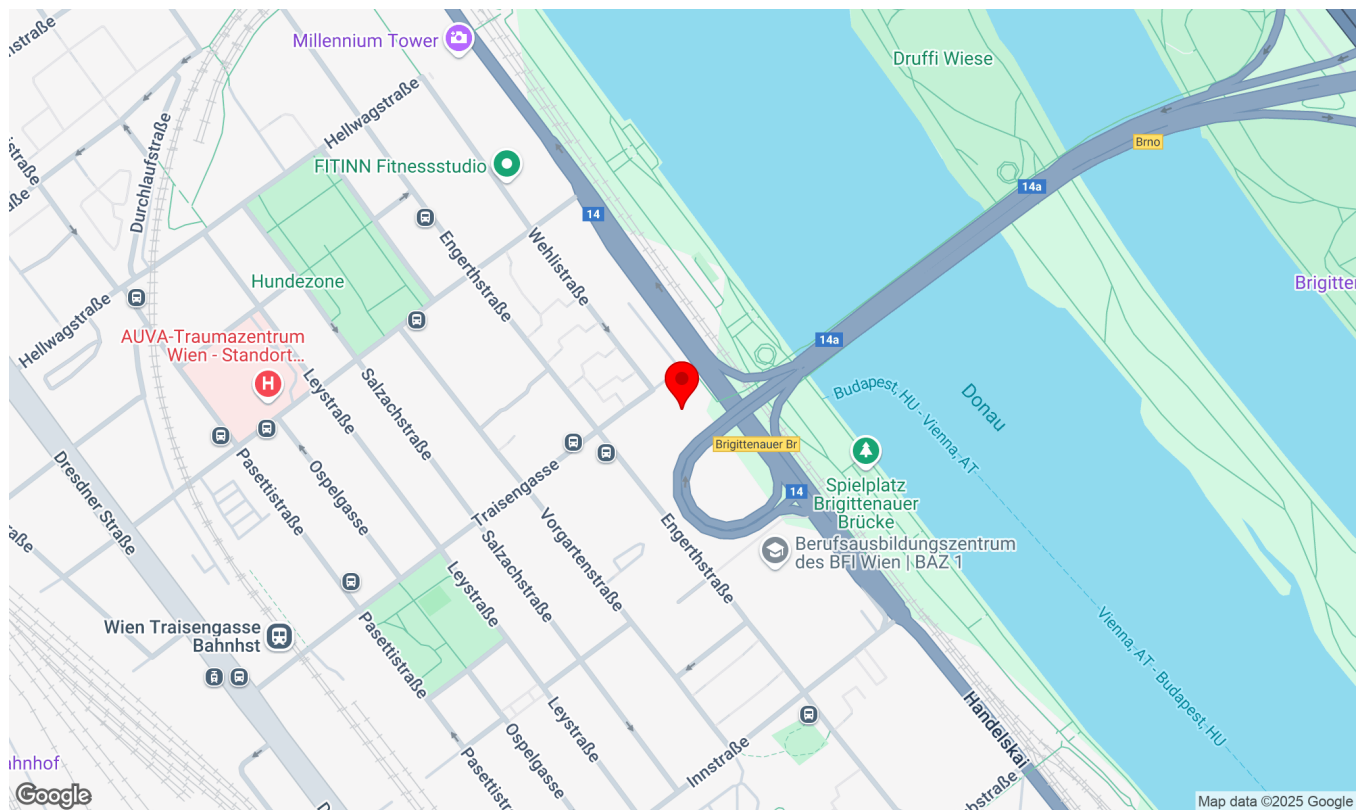 straße
Millennium Tower
Druffi Wiese
Hellwagstraße
Durchlaufstraße
Brno
FITINN Fitnessstudio
14a
14
Engerthstraße
Wehlistraße
Hundezone
Brigitte
Hellwagstraße
AUVA-Traumazentrum
Wien - Standort...
14a
Leystraße
Salzachstraße
Budapest, HU - Vienna, AT
Donau
Brigittenauer Br
Dresdner Straße
Pasettistraße
Ospelgasse
Traisengasse
14
Spielplatz
Brigittenauer
Brücke
Vorgartenstraße
Engerthstraße
Berufsausbildungszentrum
des BFI Wien | BAZ 1
Salzachstraße
Leystraße
Wien Traisengasse
Bahnhst
Pasettistraße
Vienna, AT - Budapest, HU
Handelskai
Leystraße
Ospelgasse
Innstraße
Pasettistraße
ahnhof
Google
Map data ©2025 Google